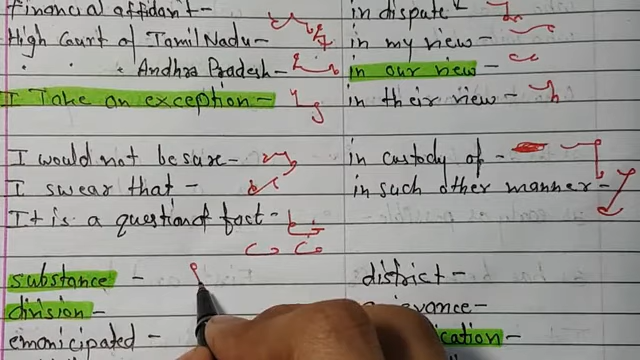 Financial affidavit -
High Court of Tamil Nadu -
" " " Andhra Pradesh -
I Take an exception -
I would not be sure -
I swear that -
It is a question of fact -
substance -
division -
emanicipated -
in dispute
in my view -
in our view -
in their view -
in custody of -
in such other manner -
district -